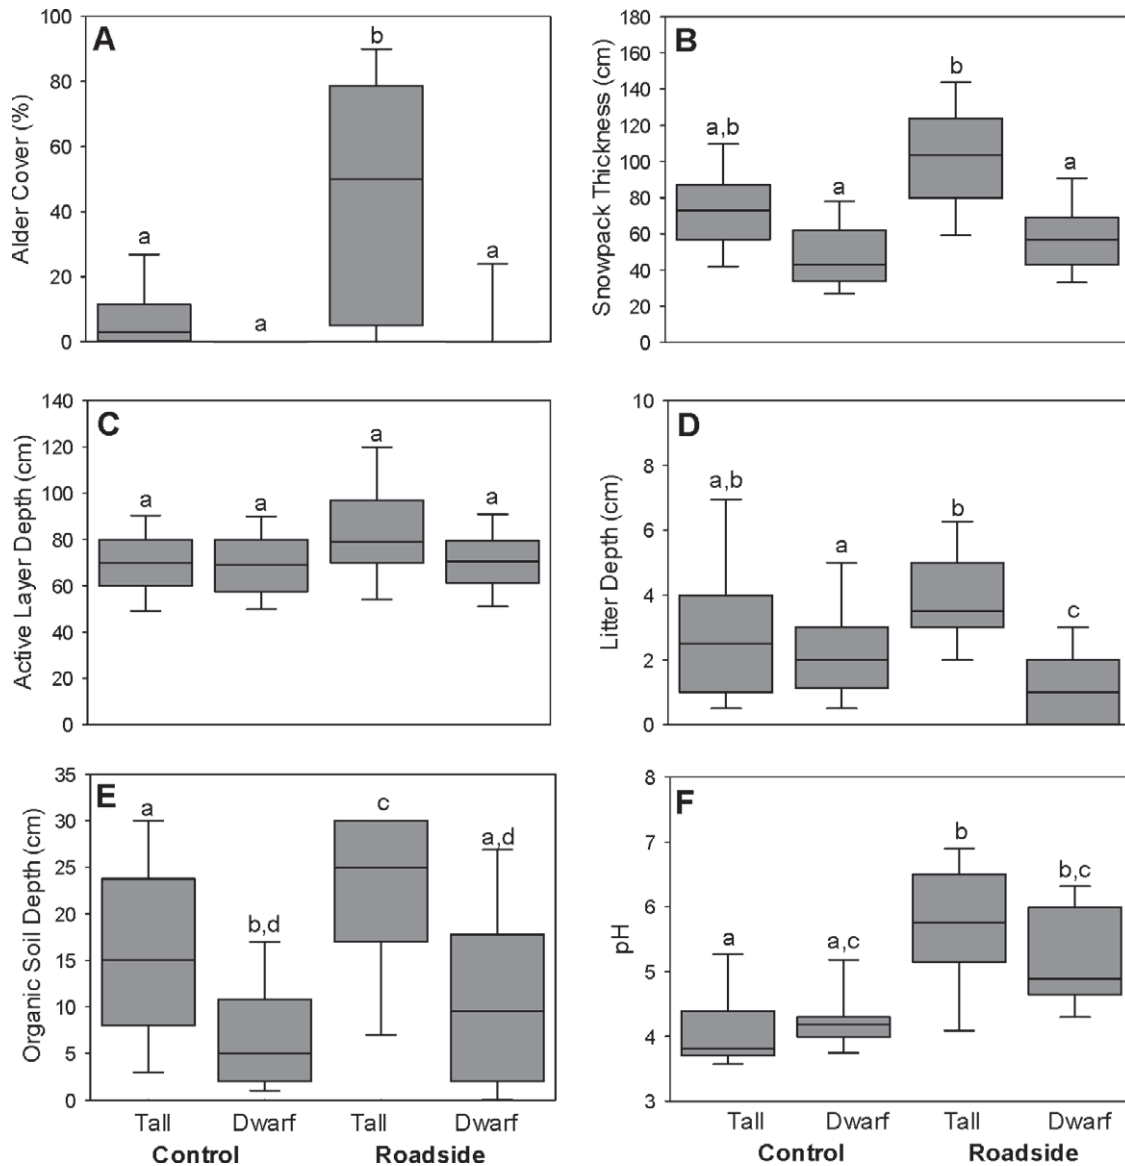 A
Alder Cover (%)
100
80
60
40
20
0
a
a
b
a
B
Snowpack Thickness (cm)
180
160
140
120
100
80
60
40
20
0
a,b
a
b
a
C
Active Layer Depth (cm)
140
120
100
80
60
40
20
0
a
a
a
a
D
Litter Depth (cm)
10
8
6
4
2
0
a,b
a
b
c
E
Organic Soil Depth (cm)
35
30
25
20
15
10
5
0
a
b,d
c
a,d
Tall Dwarf Tall Dwarf
Control Roadside
F
pH
8
7
6
5
4
3
a
a,c
b
b,c
Tall Dwarf Tall Dwarf
Control Roadside